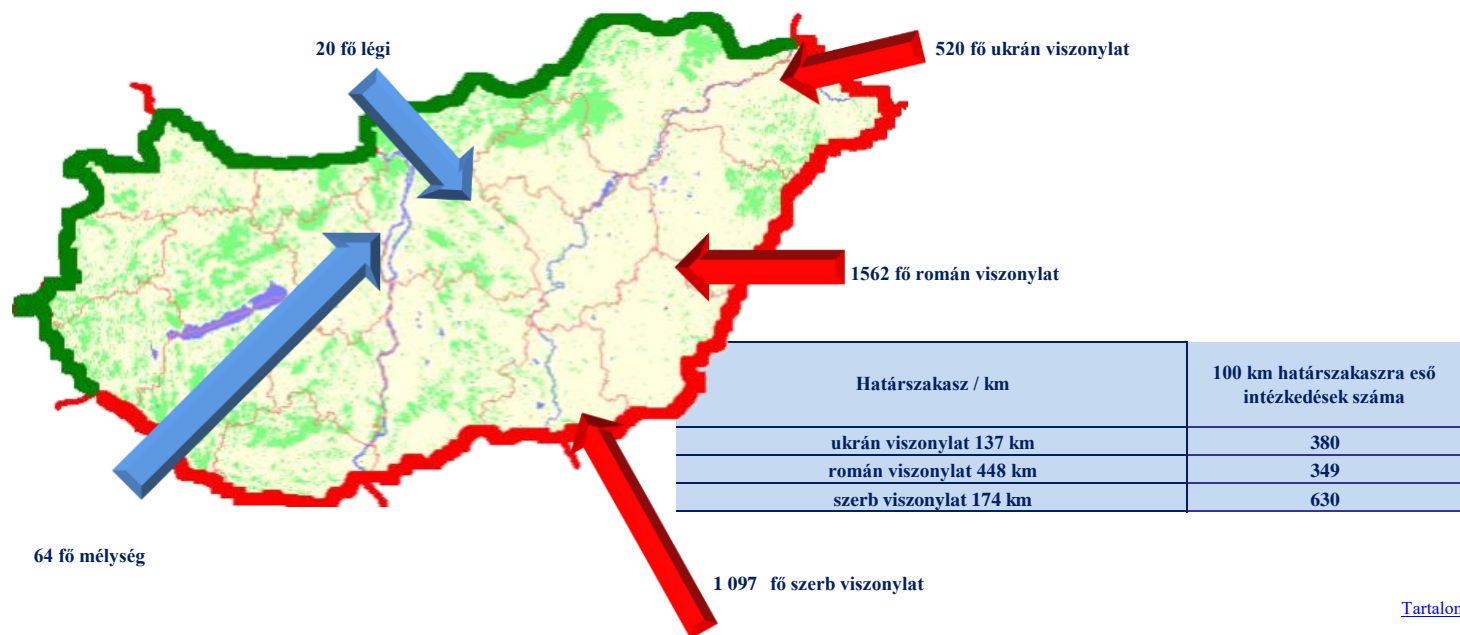 20 fő légi
520 fő ukrán viszonylat
1562 fő román viszonylat
Határszakasz / km
100 km határszakaszra eső
intézkedések száma
ukrán viszonylat 137 km 380
román viszonylat 448 km 349
szerb viszonylat 174 km 630
64 fő mélység
1 097 fő szerb viszonylat
Tartalon